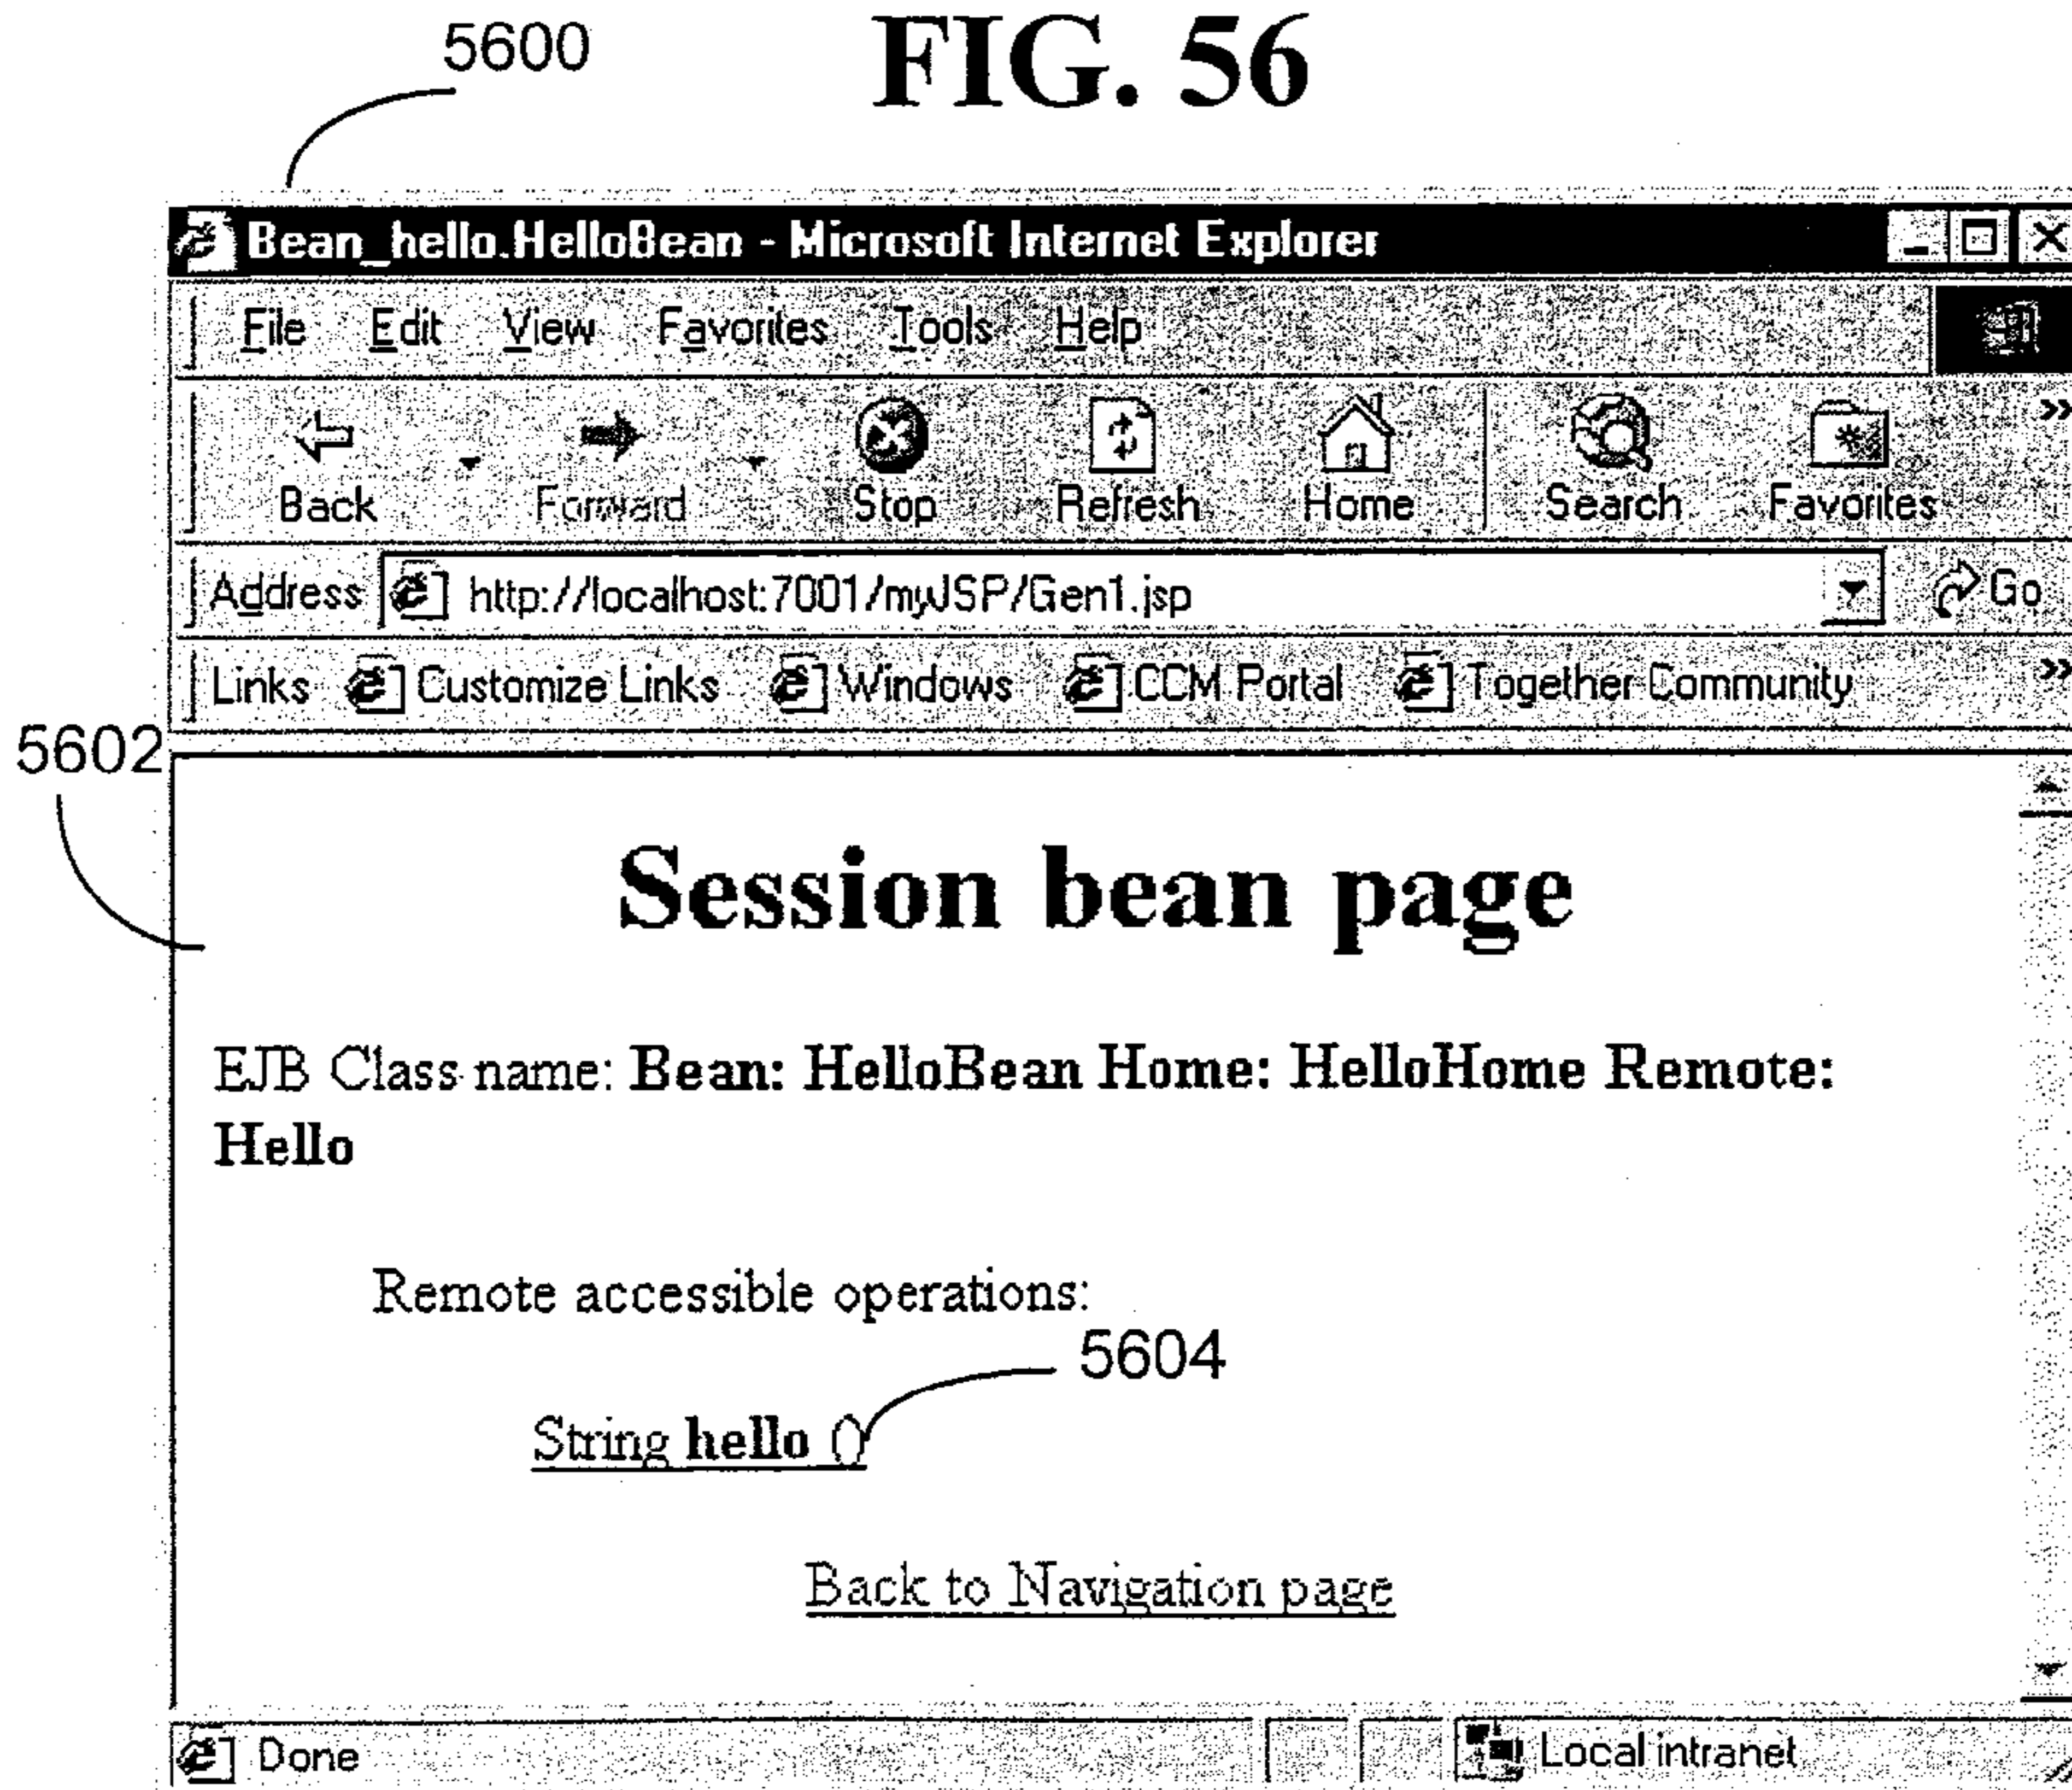 FIG. 56
5600
Bean_hello.HelloBean - Microsoft Internet Explorer
File Edit View Favorites Tools Help
Back Forward Stop Refresh Home Search Favorites »
Address http://localhost:7001/myJSP/Gen1.jsp Go
Links Customize Links Windows CCM Portal Together Community »
5602
Session bean page
EJB Class name: Bean: HelloBean Home: HelloHome Remote:
Hello
Remote accessible operations:
5604
String hello ()
Back to Navigation page
Done Local intranet